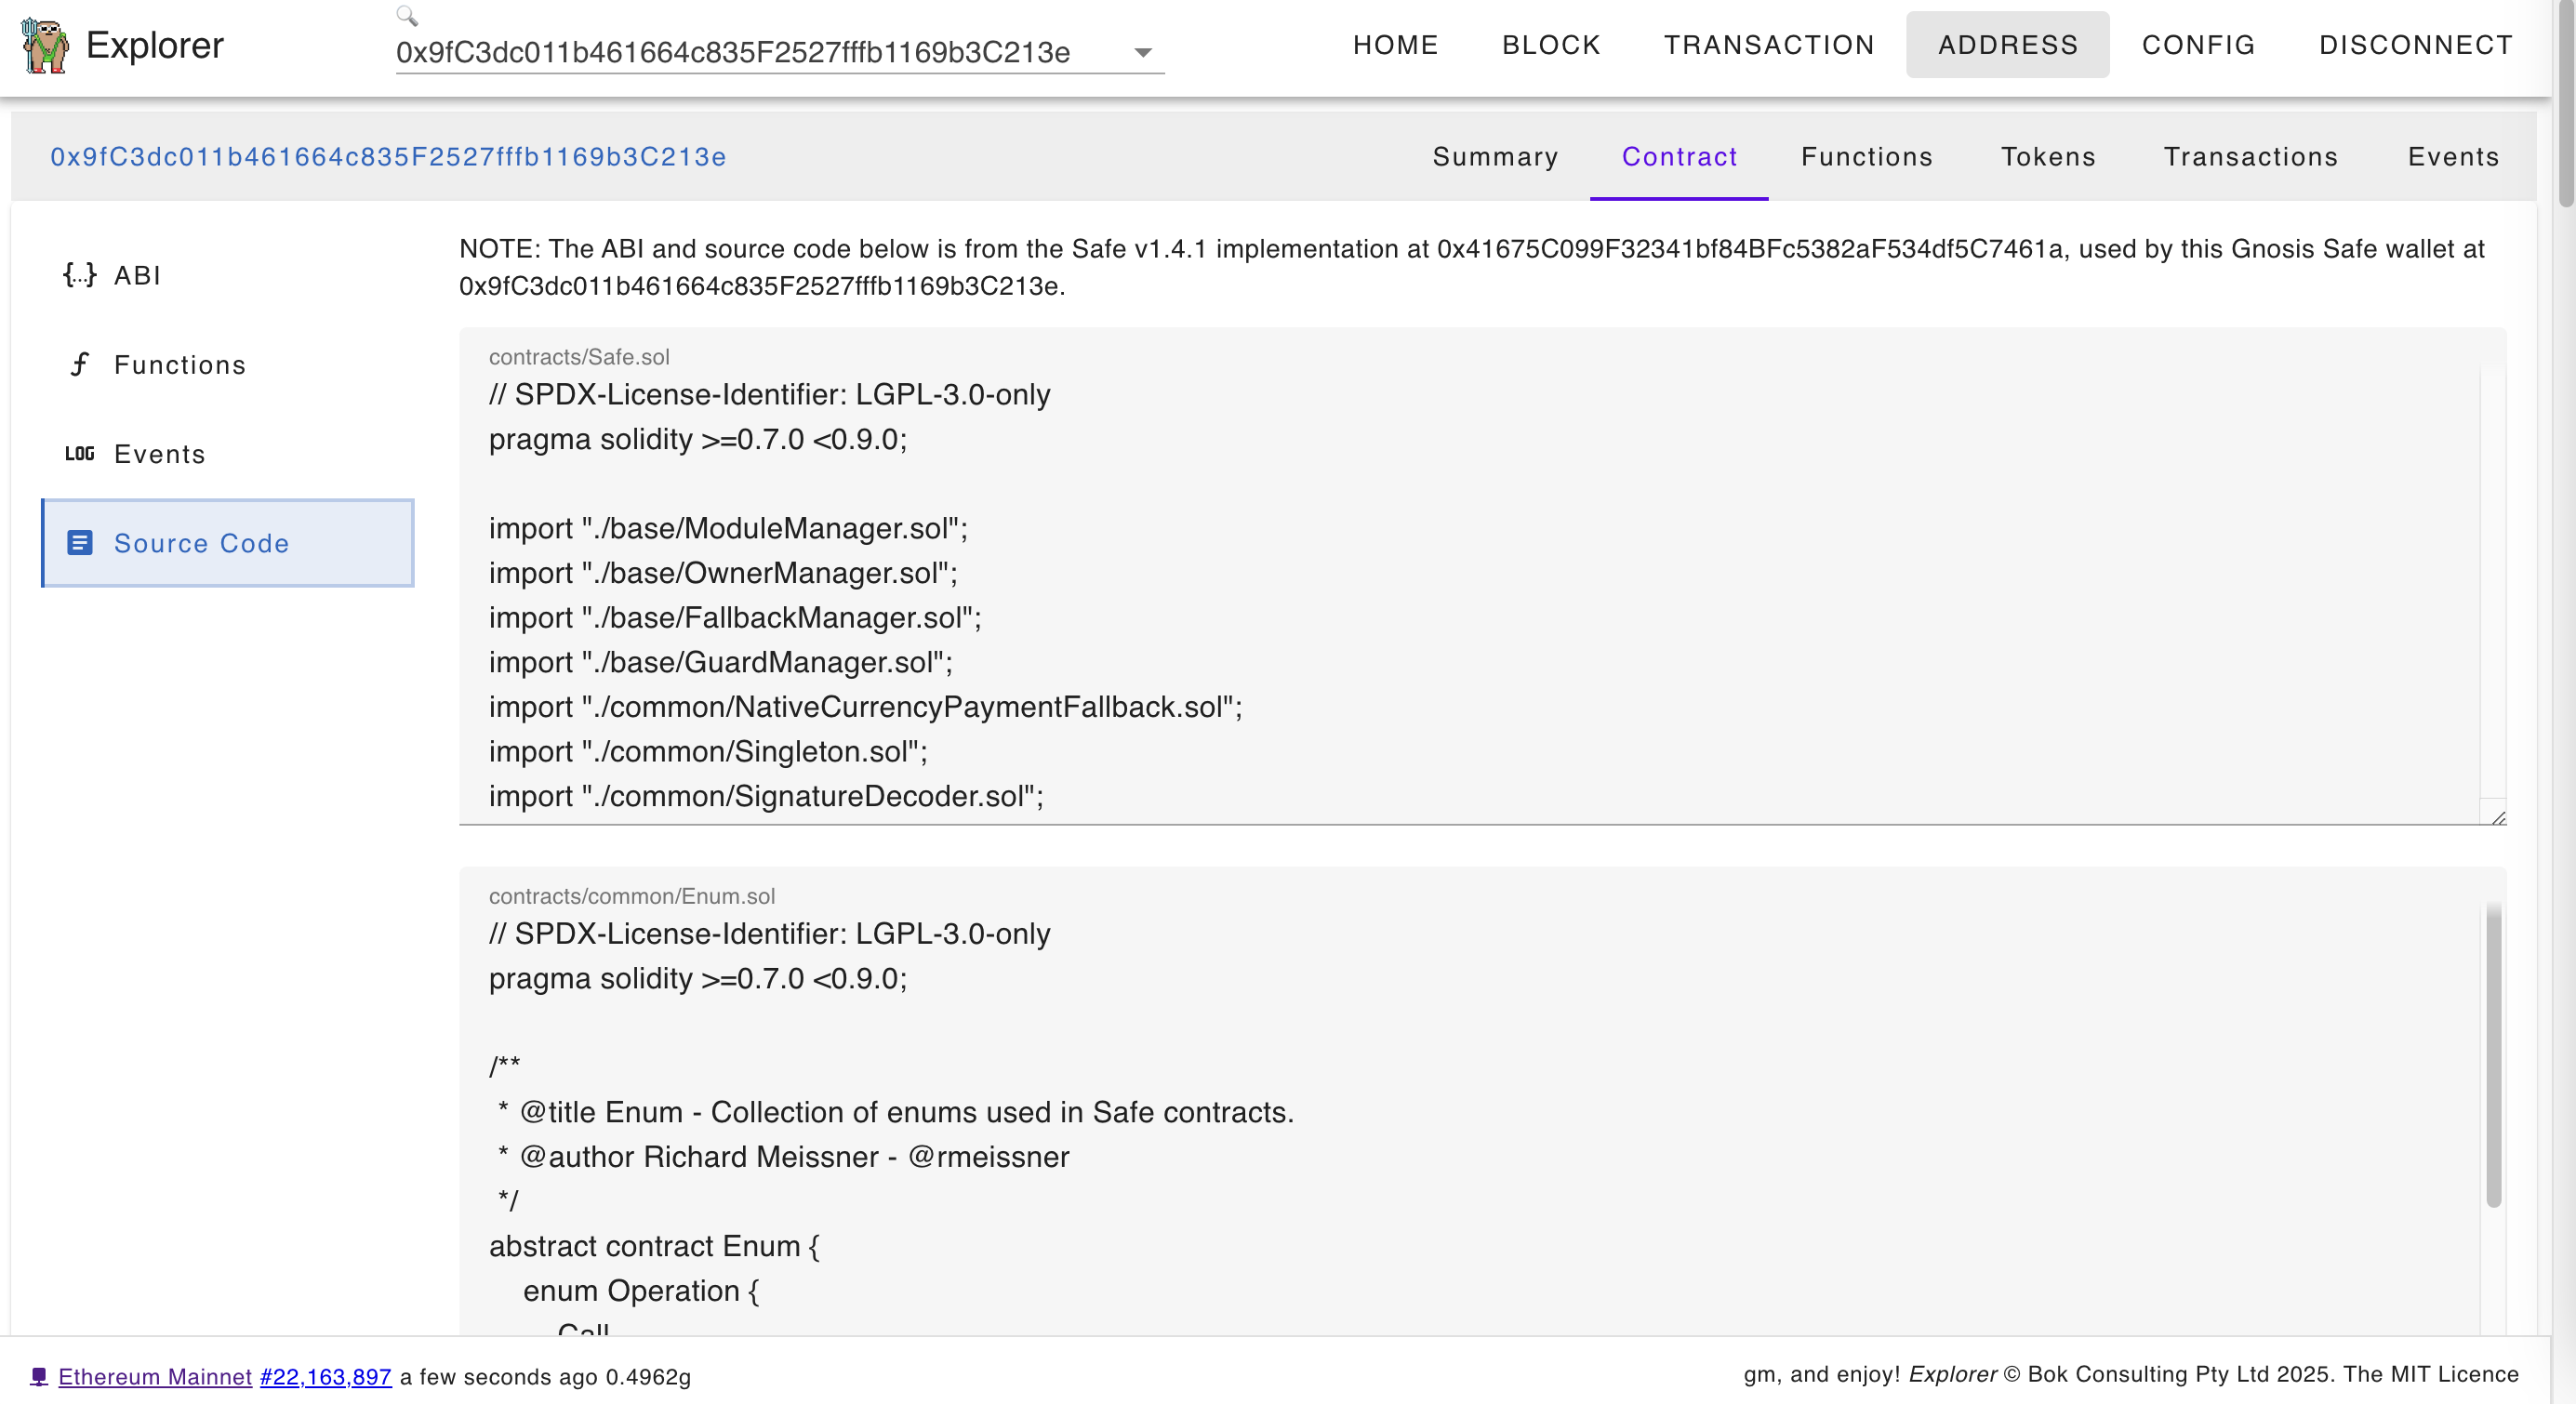 Explorer
0x9fC3dc011b461664c835F2527fffb1169b3C213e
HOME
BLOCK
TRANSACTION
ADDRESS
CONFIG
DISCONNECT
0x9fC3dc011b461664c835F2527fffb1169b3C213e
Summary
Contract
Functions
Tokens
Transactions
Events
{...} ABI
f Functions
LOG Events
Source Code
NOTE: The ABI and source code below is from the Safe v1.4.1 implementation at 0x41675C099F32341bf84BFc5382aF534df5C7461a, used by this Gnosis Safe wallet at
0x9fC3dc011b461664c835F2527fffb1169b3C213e.
contracts/Safe.sol
// SPDX-License-Identifier: LGPL-3.0-only
pragma solidity >=0.7.0 <0.9.0;
import "./base/ModuleManager.sol";
import "./base/OwnerManager.sol";
import "./base/FallbackManager.sol";
import "./base/GuardManager.sol";
import "./common/NativeCurrencyPaymentFallback.sol";
import "./common/Singleton.sol";
import "./common/SignatureDecoder.sol";
contracts/common/Enum.sol
// SPDX-License-Identifier: LGPL-3.0-only
pragma solidity >=0.7.0 <0.9.0;
/**
* @title Enum - Collection of enums used in Safe contracts.
* @author Richard Meissner - @rmeissner
*/
abstract contract Enum {
enum Operation {
Call
Ethereum Mainnet #22,163,897 a few seconds ago 0.4962g
gm, and enjoy! Explorer © Bok Consulting Pty Ltd 2025. The MIT Licence